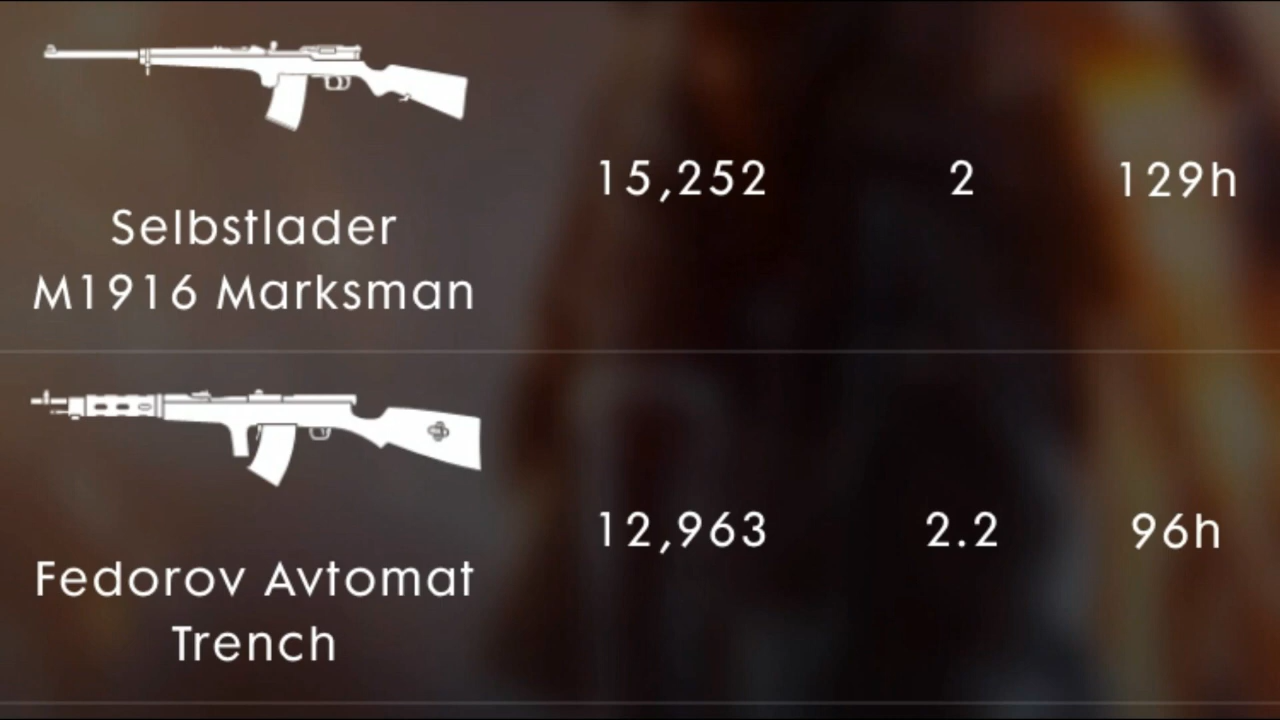 15,252 2 129h
Selbstlader
M1916 Marksman
12,963 2.2 96h
Fedorov Avtomat
Trench